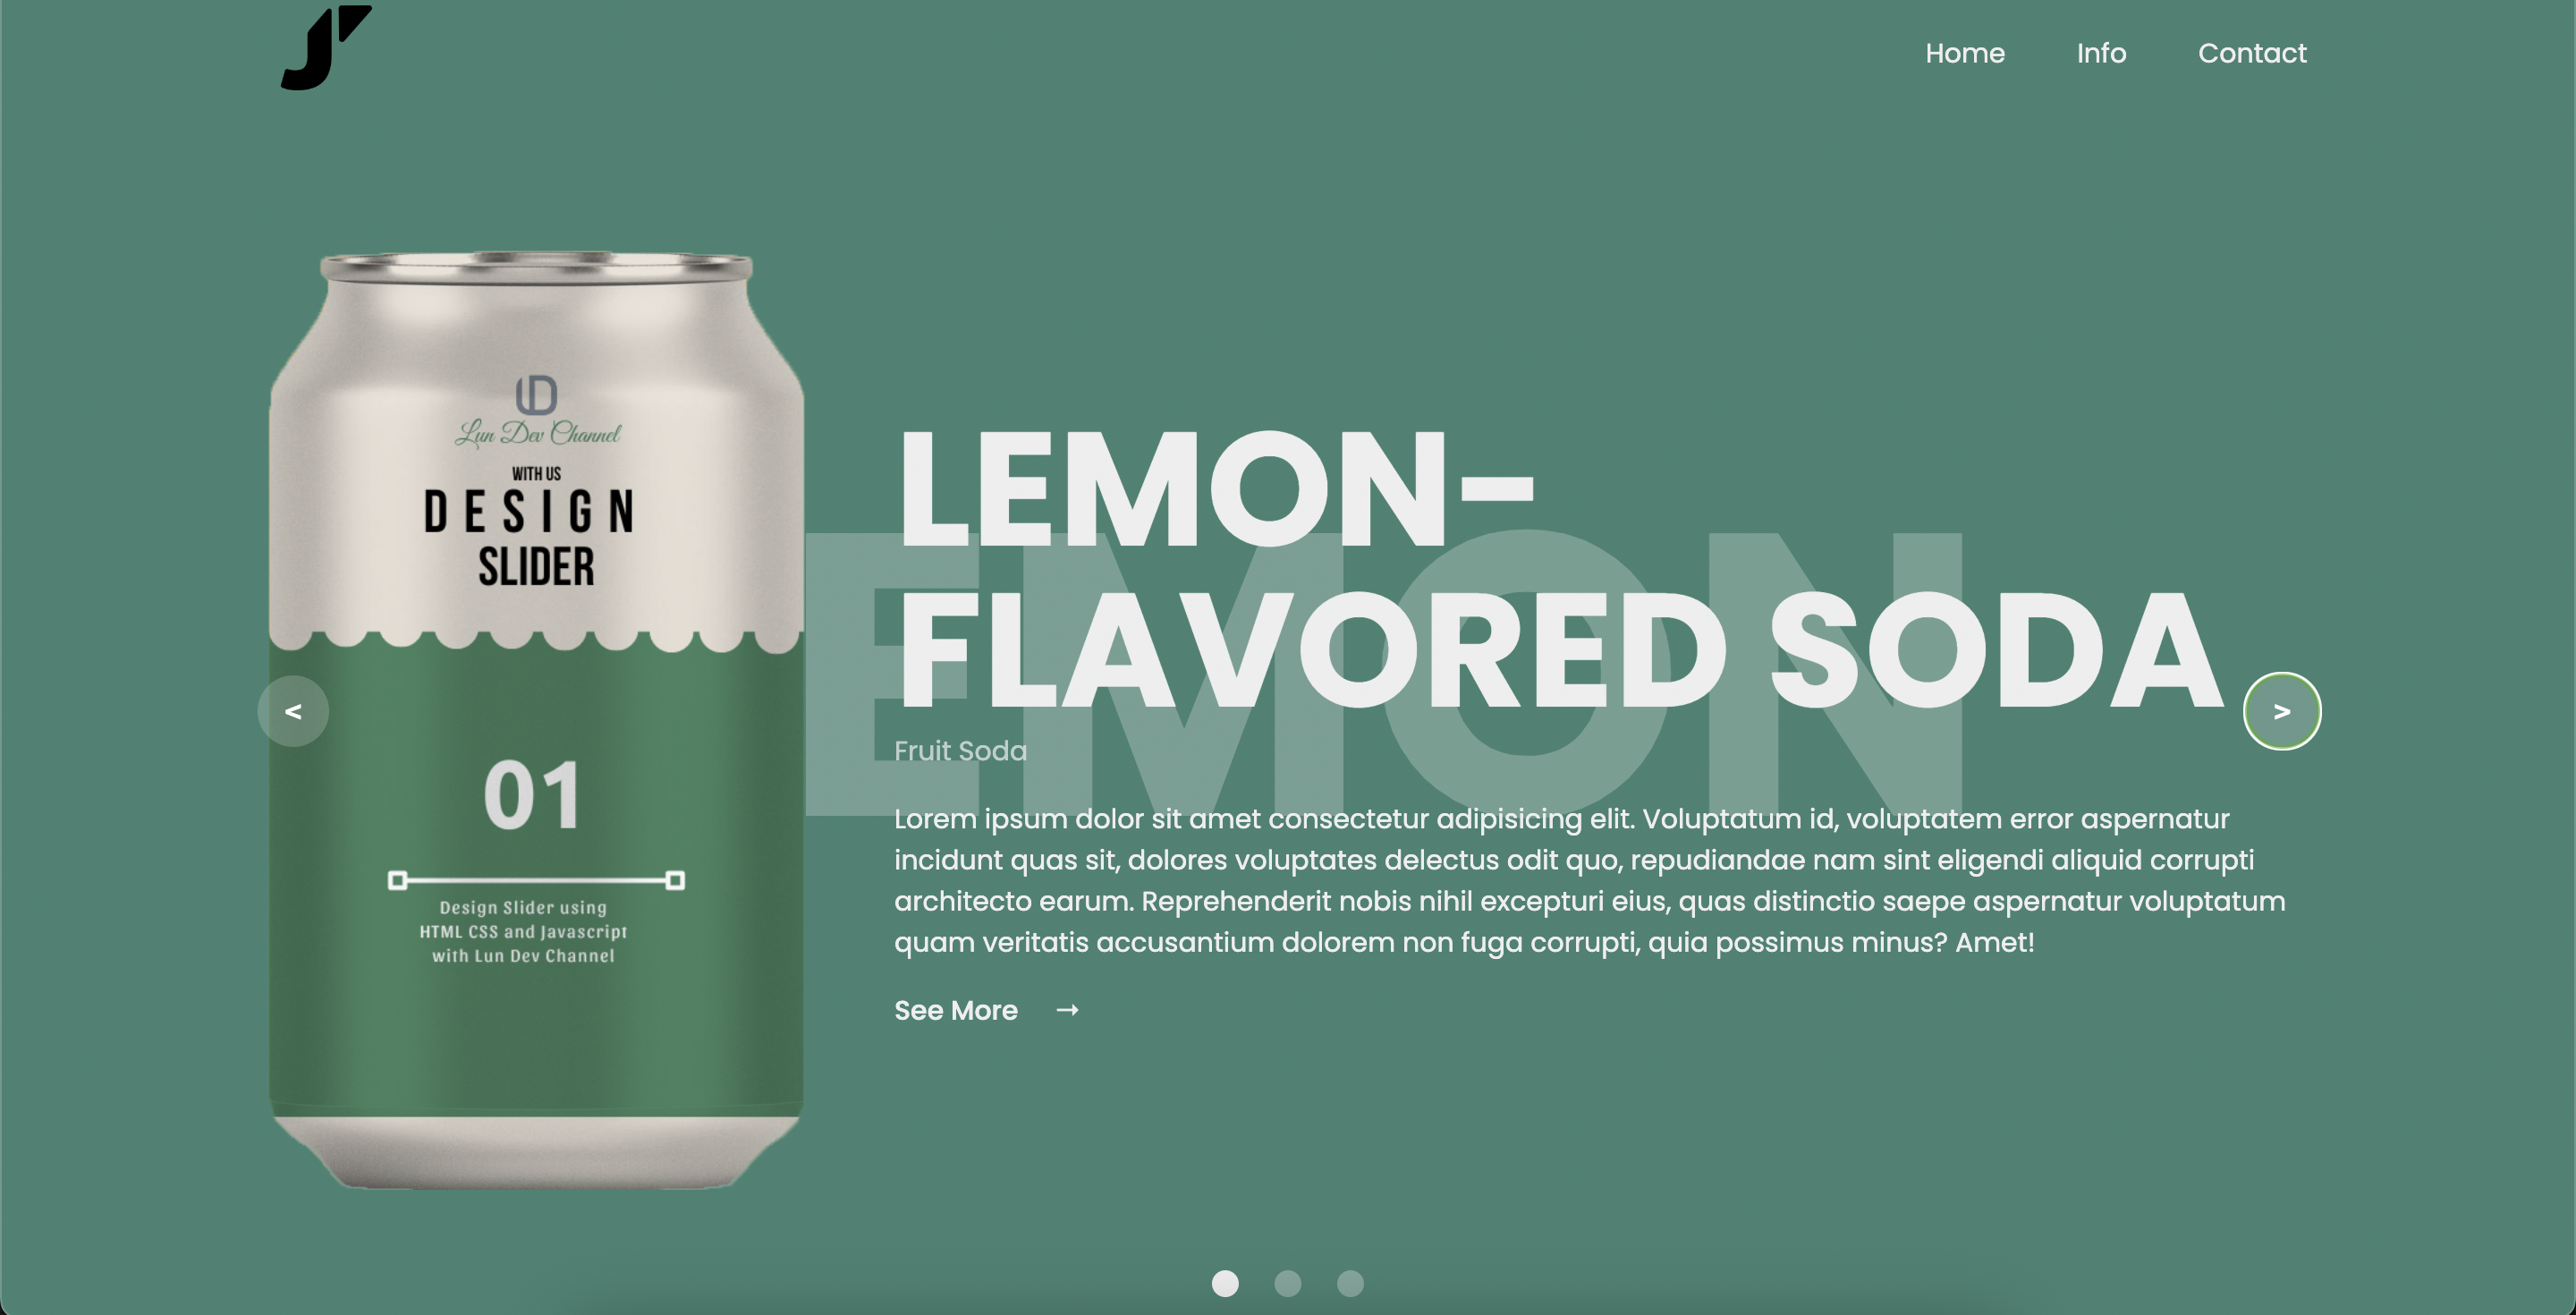 Home Info Contact
Lun Dev Channel
WITH US
DESIGN
SLIDER
01
Design Slider using
HTML CSS and Javascript
with Lun Dev Channel
EMON
LEMON-
FLAVORED SODA
Fruit Soda
Lorem ipsum dolor sit amet consectetur adipisicing elit. Voluptatum id, voluptatem error aspernatur
incidunt quas sit, dolores voluptates delectus odit quo, repudiandae nam sint eligendi aliquid corrupti
architecto earum. Reprehenderit nobis nihil excepturi eius, quas distinctio saepe aspernatur voluptatum
quam veritatis accusantium dolorem non fuga corrupti, quia possimus minus? Amet!
See More →
< >